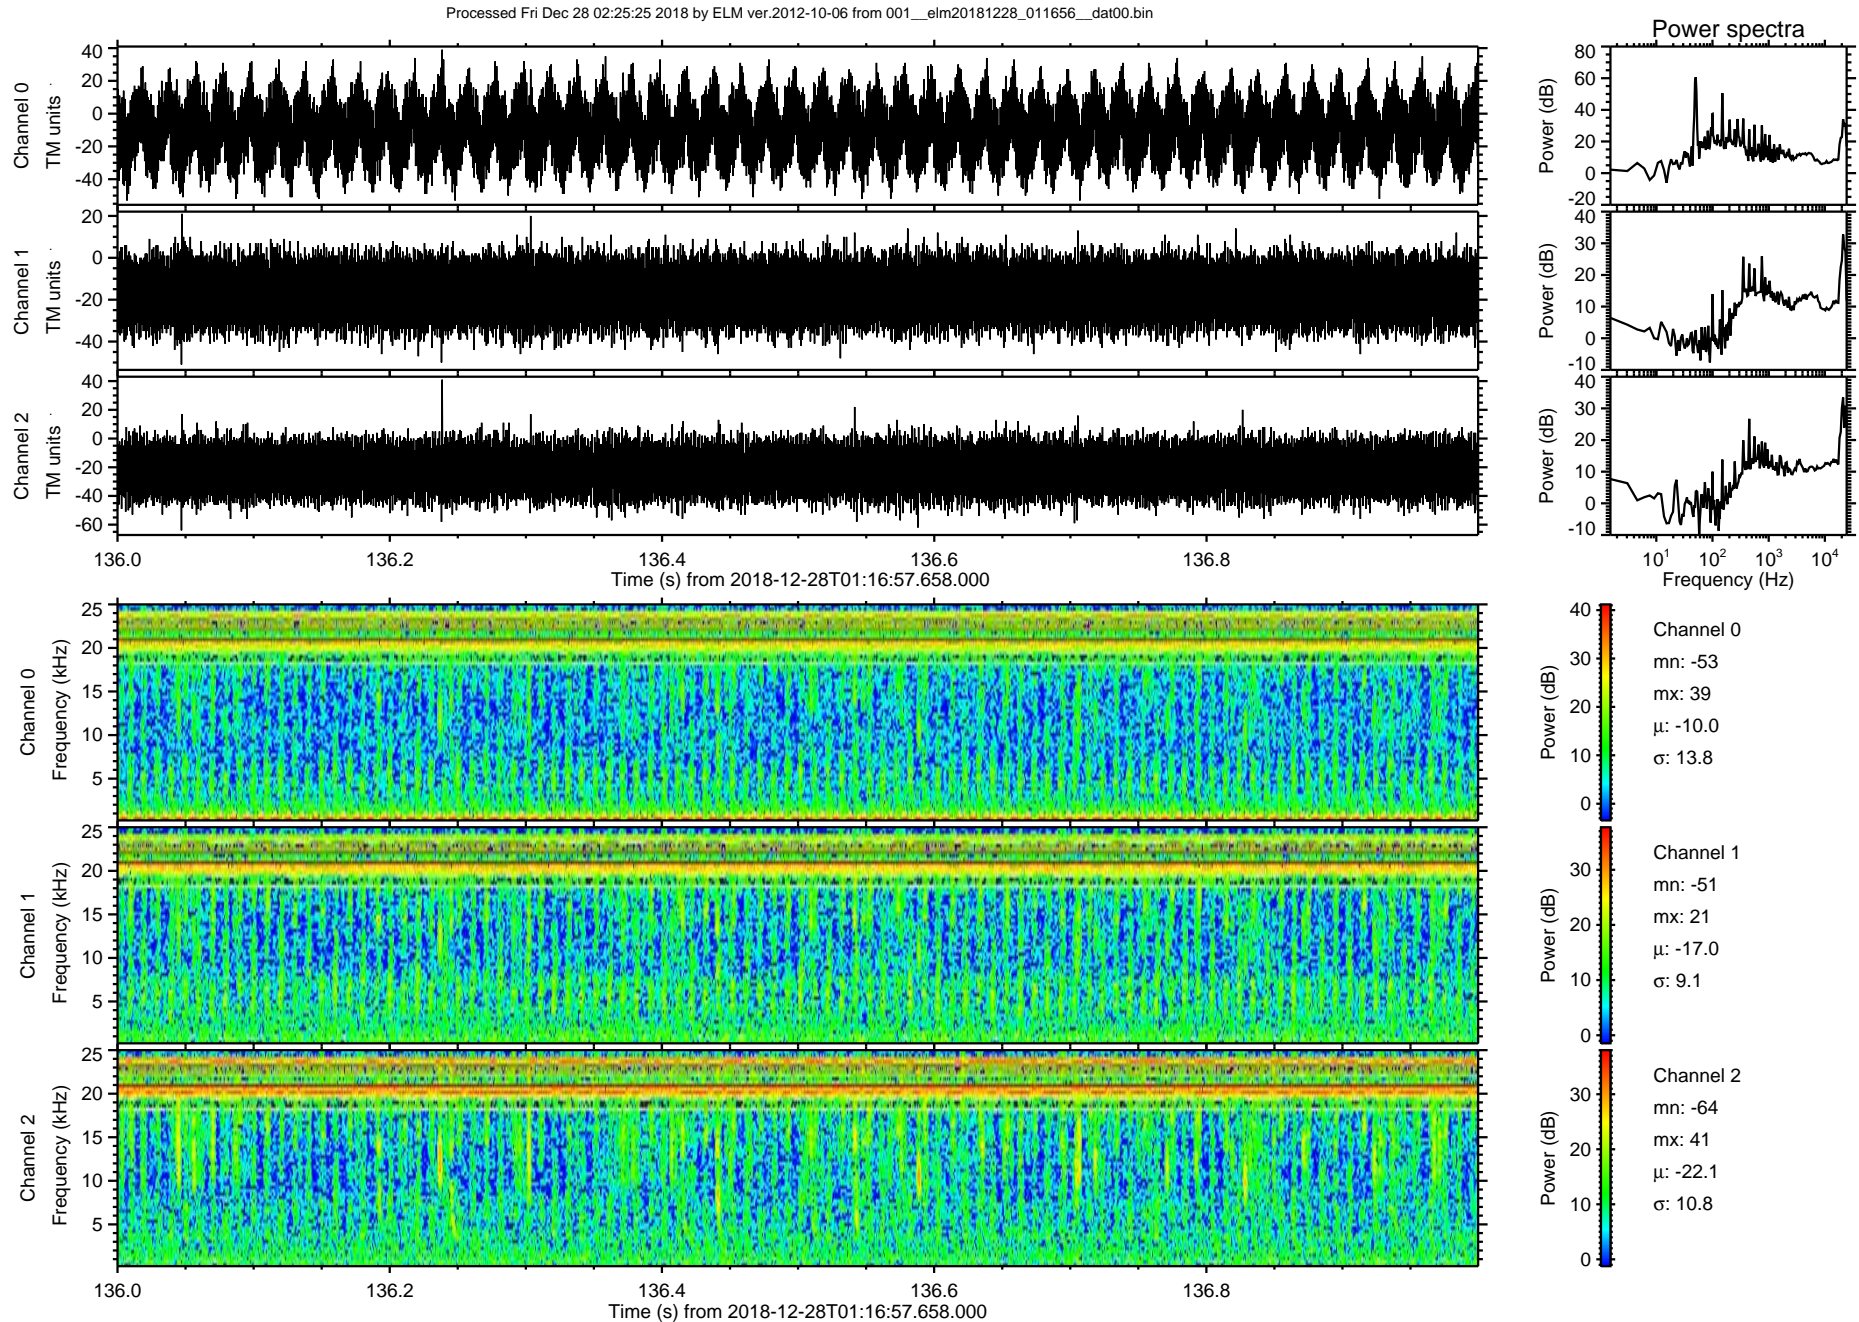 Processed Fri Dec 28 02:25:25 2018 by ELM ver.2012-10-06 from 001__elm20181228_011656__dat00.bin
Power spectra
Channel 0
TM units
40
20
0
-20
-40
Power (dB)
80
60
40
20
0
-20
Channel 1
TM units
20
0
-20
-40
Power (dB)
40
30
20
10
0
-10
Channel 2
TM units
40
20
0
-20
-40
-60
Power (dB)
40
30
20
10
0
-10
136.0 136.2 136.4 136.6 136.8
Time (s) from 2018-12-28T01:16:57.658.000
10¹ 10² 10³ 10⁴
Frequency (Hz)
Channel 0
Frequency (kHz)
25
20
15
10
5
Power (dB)
40
30
20
10
0
Channel 0
mn: -53
mx: 39
μ: -10.0
σ: 13.8
Channel 1
Frequency (kHz)
25
20
15
10
5
Power (dB)
30
20
10
0
Channel 1
mn: -51
mx: 21
μ: -17.0
σ: 9.1
Channel 2
Frequency (kHz)
25
20
15
10
5
Power (dB)
30
20
10
0
Channel 2
mn: -64
mx: 41
μ: -22.1
σ: 10.8
136.0 136.2 136.4 136.6 136.8
Time (s) from 2018-12-28T01:16:57.658.000